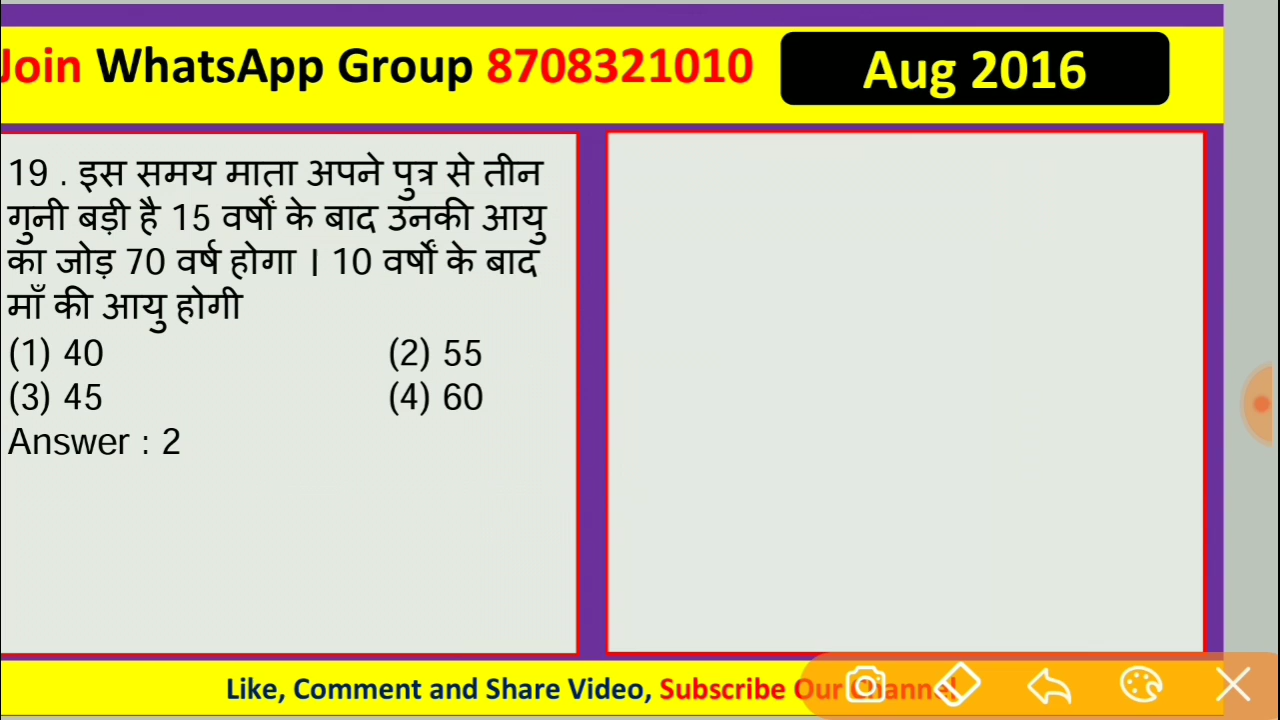 Join WhatsApp Group 8708321010
Aug 2016
19 . इस समय माता अपने पुत्र से तीन
गुनी बड़ी है 15 वर्षों के बाद उनकी आयु
का जोड़ 70 वर्ष होगा । 10 वर्षों के बाद
माँ की आयु होगी
(1) 40 (2) 55
(3) 45 (4) 60
Answer : 2
Like, Comment and Share Video, Subscribe Our Channel